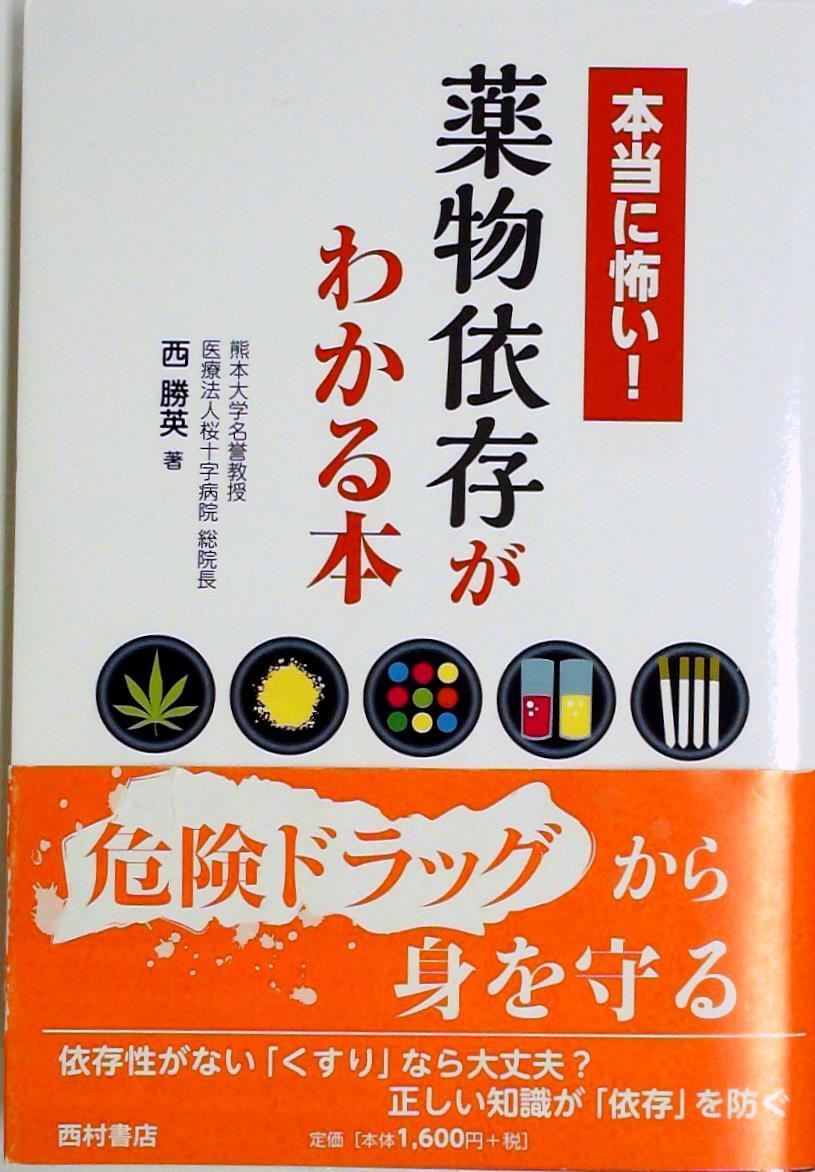 本当に怖い!
薬物依存が
わかる本
熊本大学名誉教授
医療法人桜十字病院 総院長
西 勝英 著
危険ドラッグから
身を守る
依存性がない「くすり」なら大丈夫？
正しい知識が「依存」を防ぐ
西村書店
定価 [本体1,600円+税]